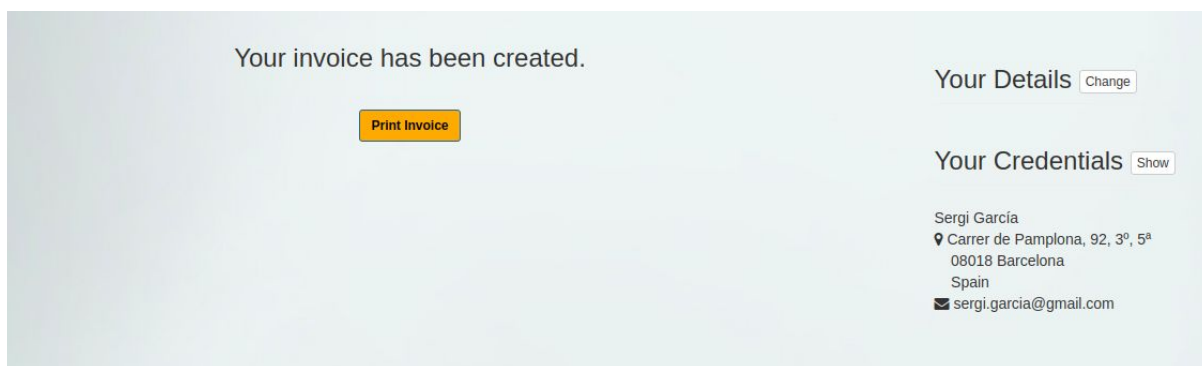 Your invoice has been created.
Print Invoice
Your Details Change
Your Credentials Show
Sergi García
Carrer de Pamplona, 92, 3º, 5ª
08018 Barcelona
Spain
sergi.garcia@gmail.com